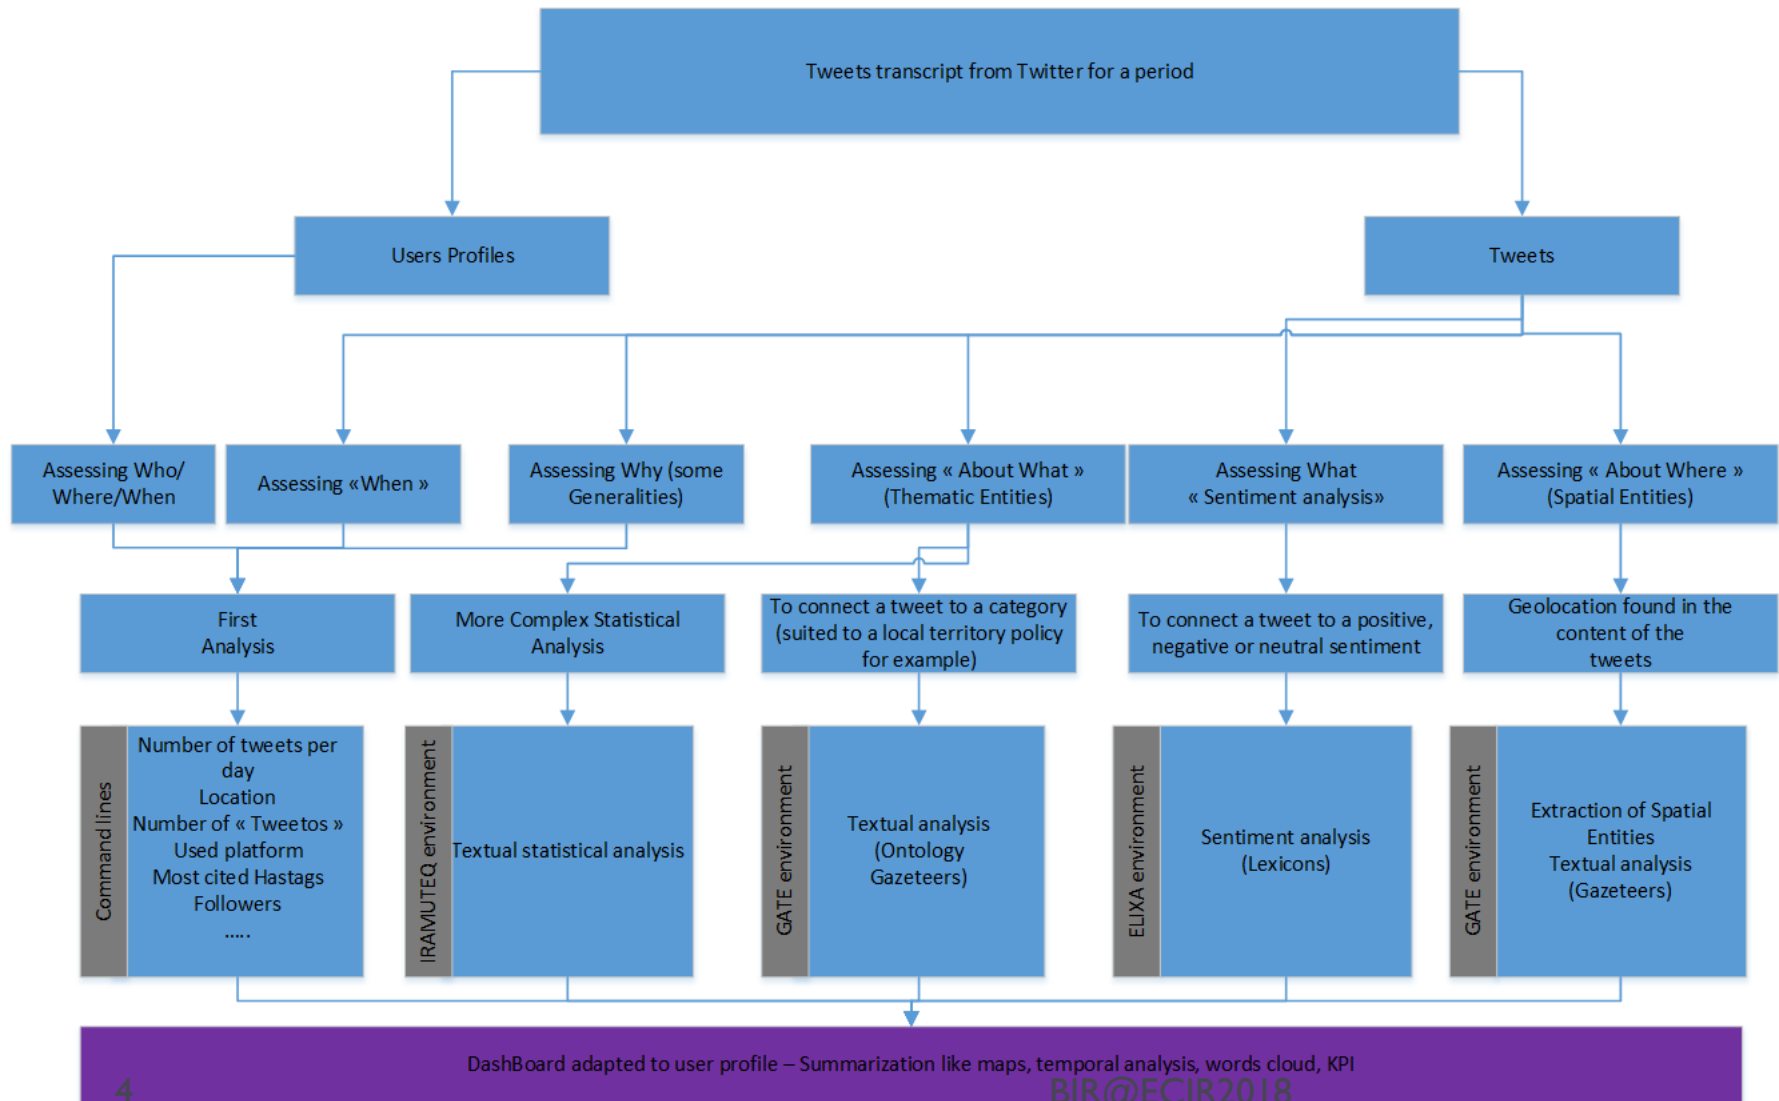 Tweets transcript from Twitter for a period
Users Profiles
Tweets
Assessing Who/
Where/When
Assessing «When »
Assessing Why (some
Generalities)
Assessing « About What »
(Thematic Entities)
Assessing What
« Sentiment analysis»
Assessing « About Where »
(Spatial Entities)
First
Analysis
More Complex Statistical
Analysis
To connect a tweet to a category
(suited to a local territory policy
for example)
To connect a tweet to a positive,
negative or neutral sentiment
Geolocation found in the
content of the
tweets
Command lines
Number of tweets per
day
Location
Number of « Tweetos »
Used platform
Most cited Hastags
Followers
.....
IRAMUTEQ environment
Textual statistical analysis
GATE environment
Textual analysis
(Ontology
Gazeteers)
ELIXA environment
Sentiment analysis
(Lexicons)
GATE environment
Extraction of Spatial
Entities
Textual analysis
(Gazeteers)
DashBoard adapted to user profile – Summarization like maps, temporal analysis, words cloud, KPI
4
BIR@ECIR2018